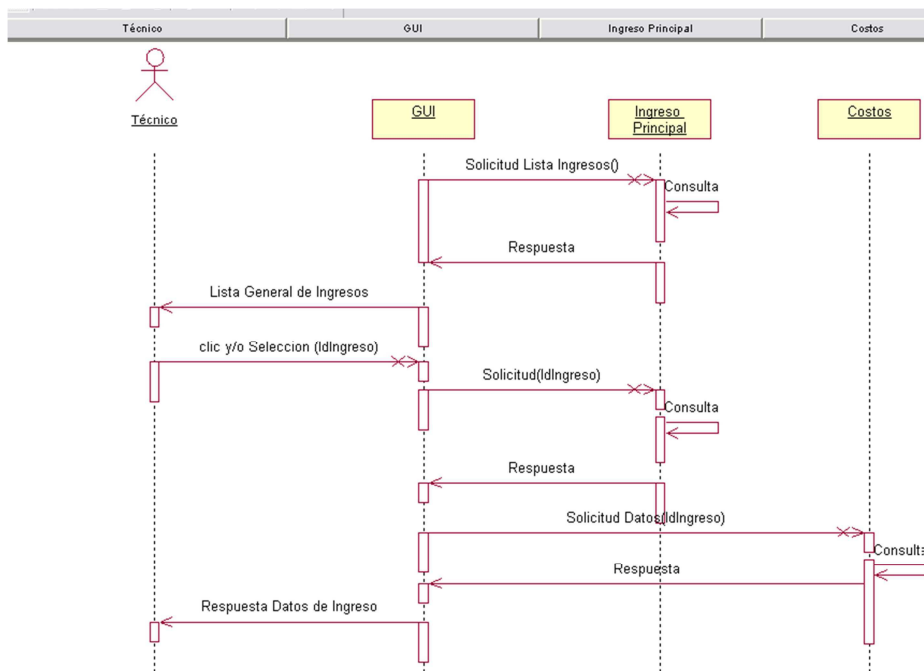 Técnico
GUI
Ingreso Principal
Costos
Técnico
GUI
Ingreso
Principal
Costos
Solicitud Lista Ingresos()
Consulta
Respuesta
Lista General de Ingresos
clic y/o Seleccion (IdIngreso)
Solicitud(IdIngreso)
Consulta
Respuesta
Solicitud Datos(IdIngreso)
Consulta
Respuesta
Respuesta Datos de Ingreso